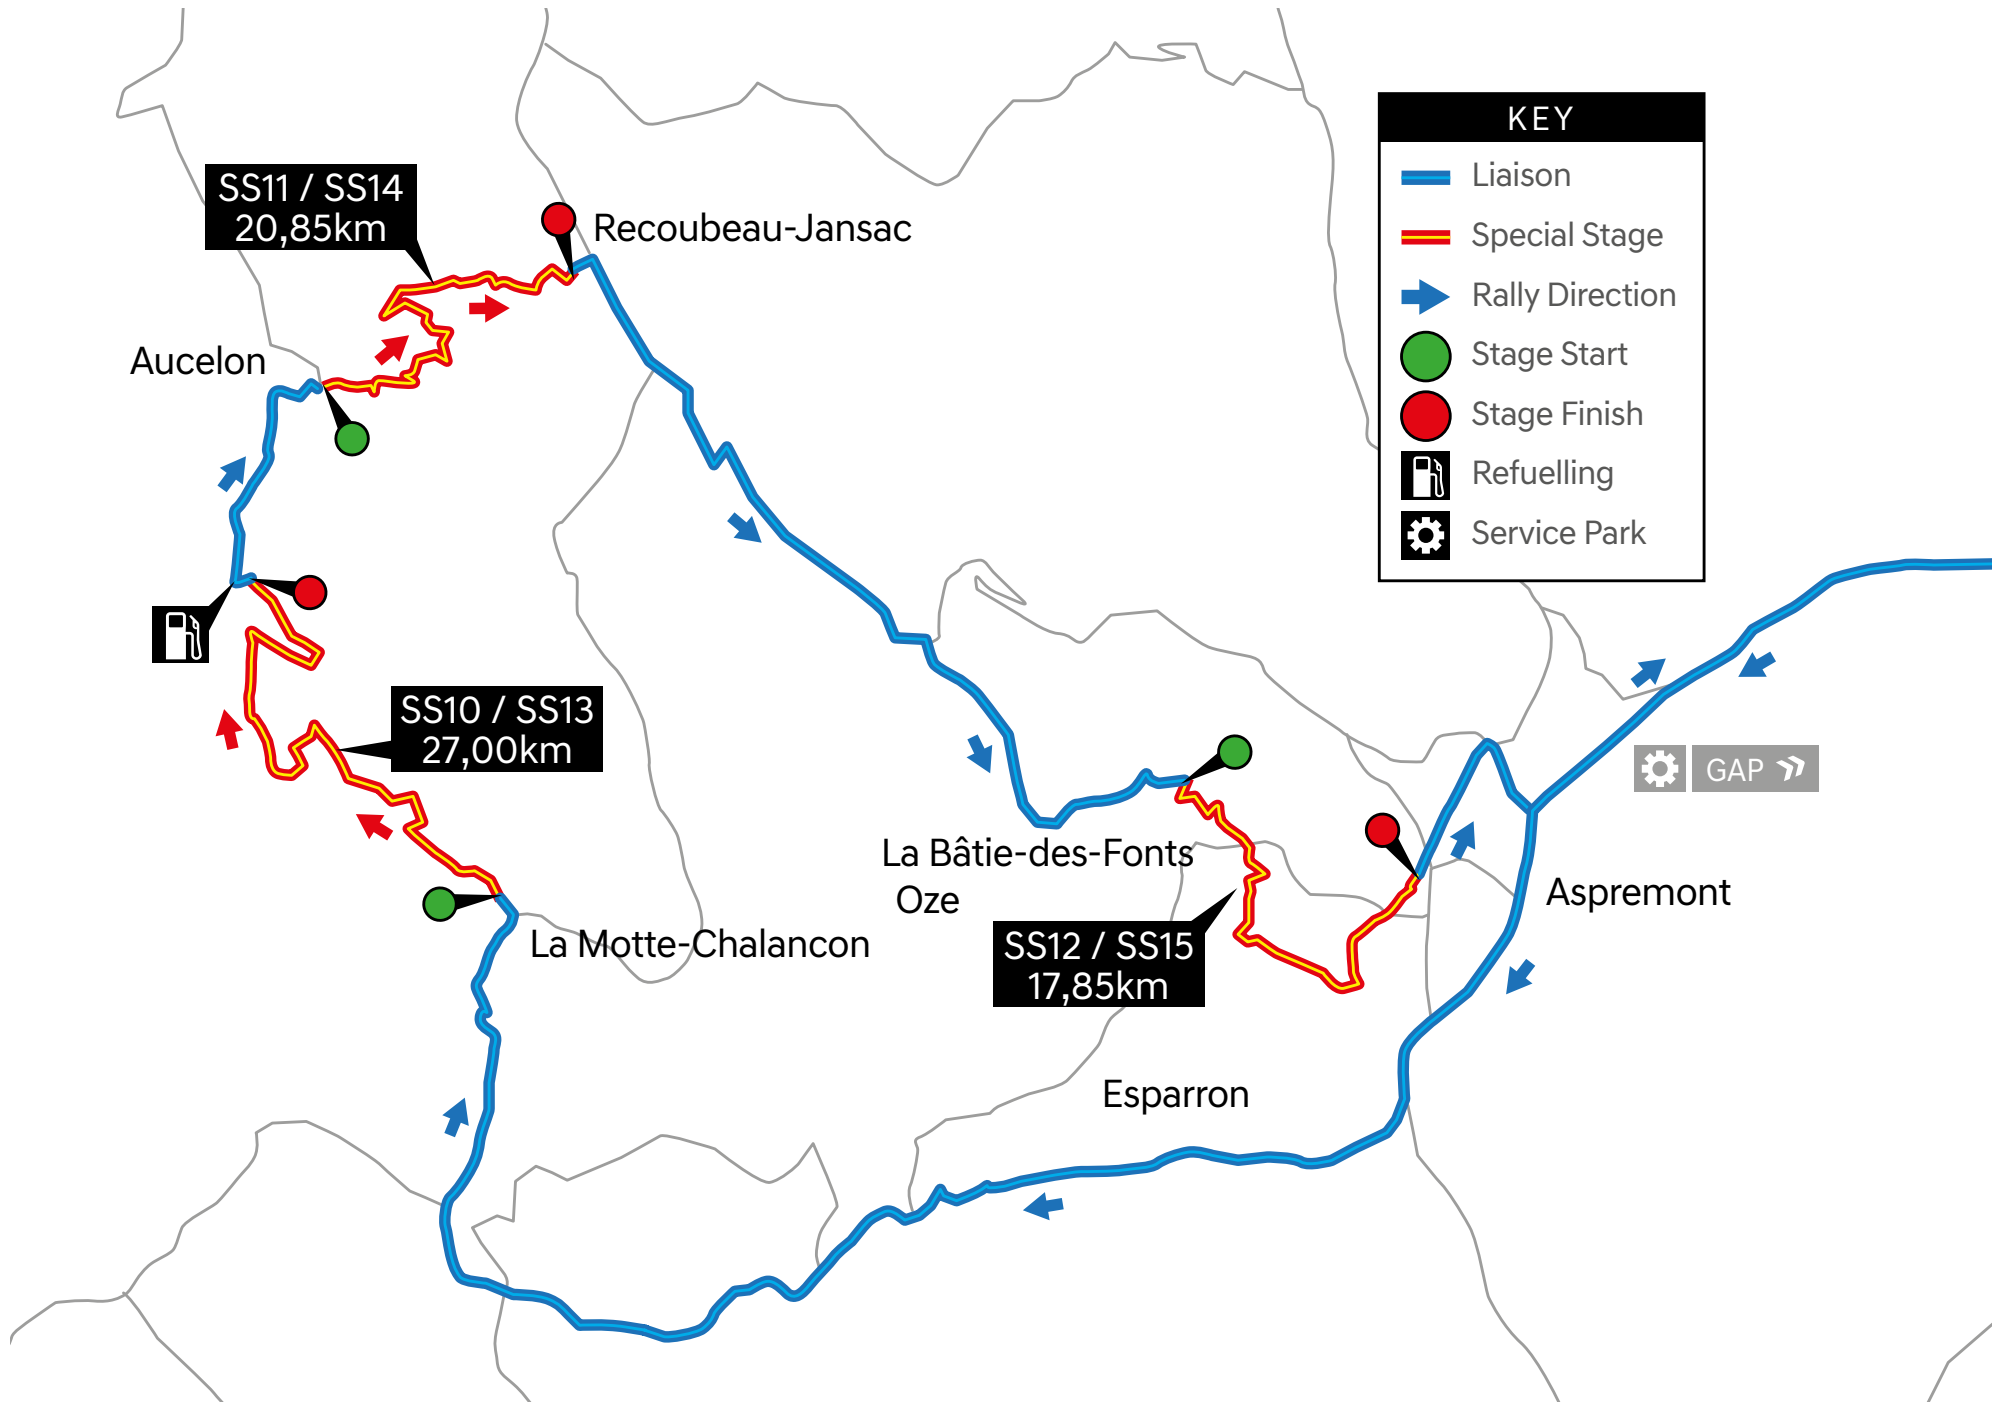 KEY
Liaison
Special Stage
Rally Direction
Stage Start
Stage Finish
Refuelling
Service Park
SS11 / SS14
20,85km
Recoubeau-Jansac
Aucelon
SS10 / SS13
27,00km
La Motte-Chalancon
La Bâtie-des-Fonts
Oze
SS12 / SS15
17,85km
Aspremont
GAP
Esparron